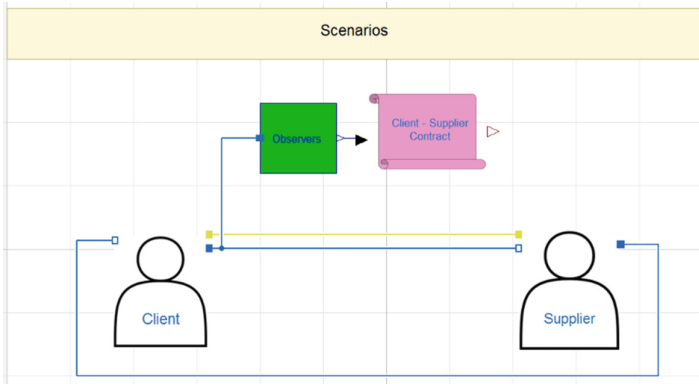 Scenarios
Observers
Client - Supplier
Contract
Client
Supplier